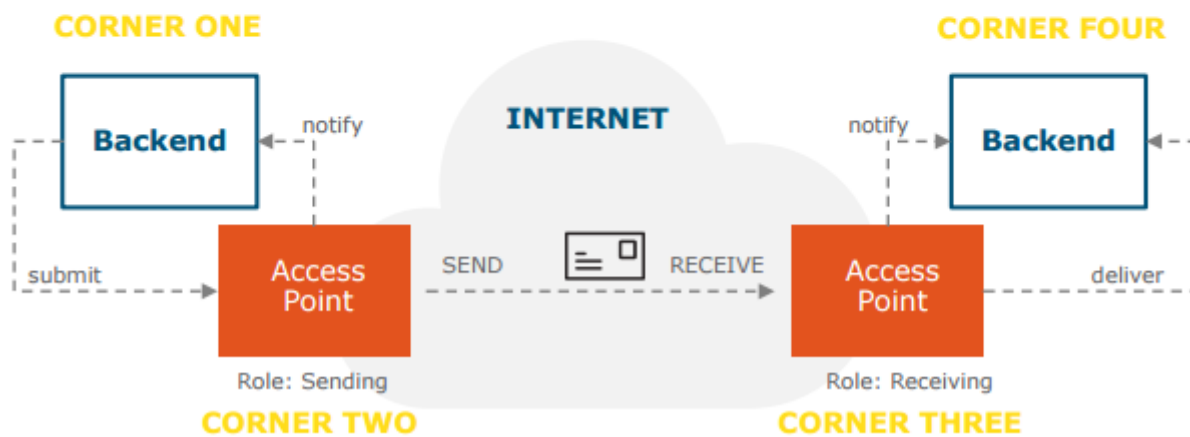 CORNER ONE
CORNER FOUR
Backend
notify
INTERNET
notify
Backend
submit
Access
Point
SEND
RECEIVE
Access
Point
deliver
Role: Sending
Role: Receiving
CORNER TWO
CORNER THREE